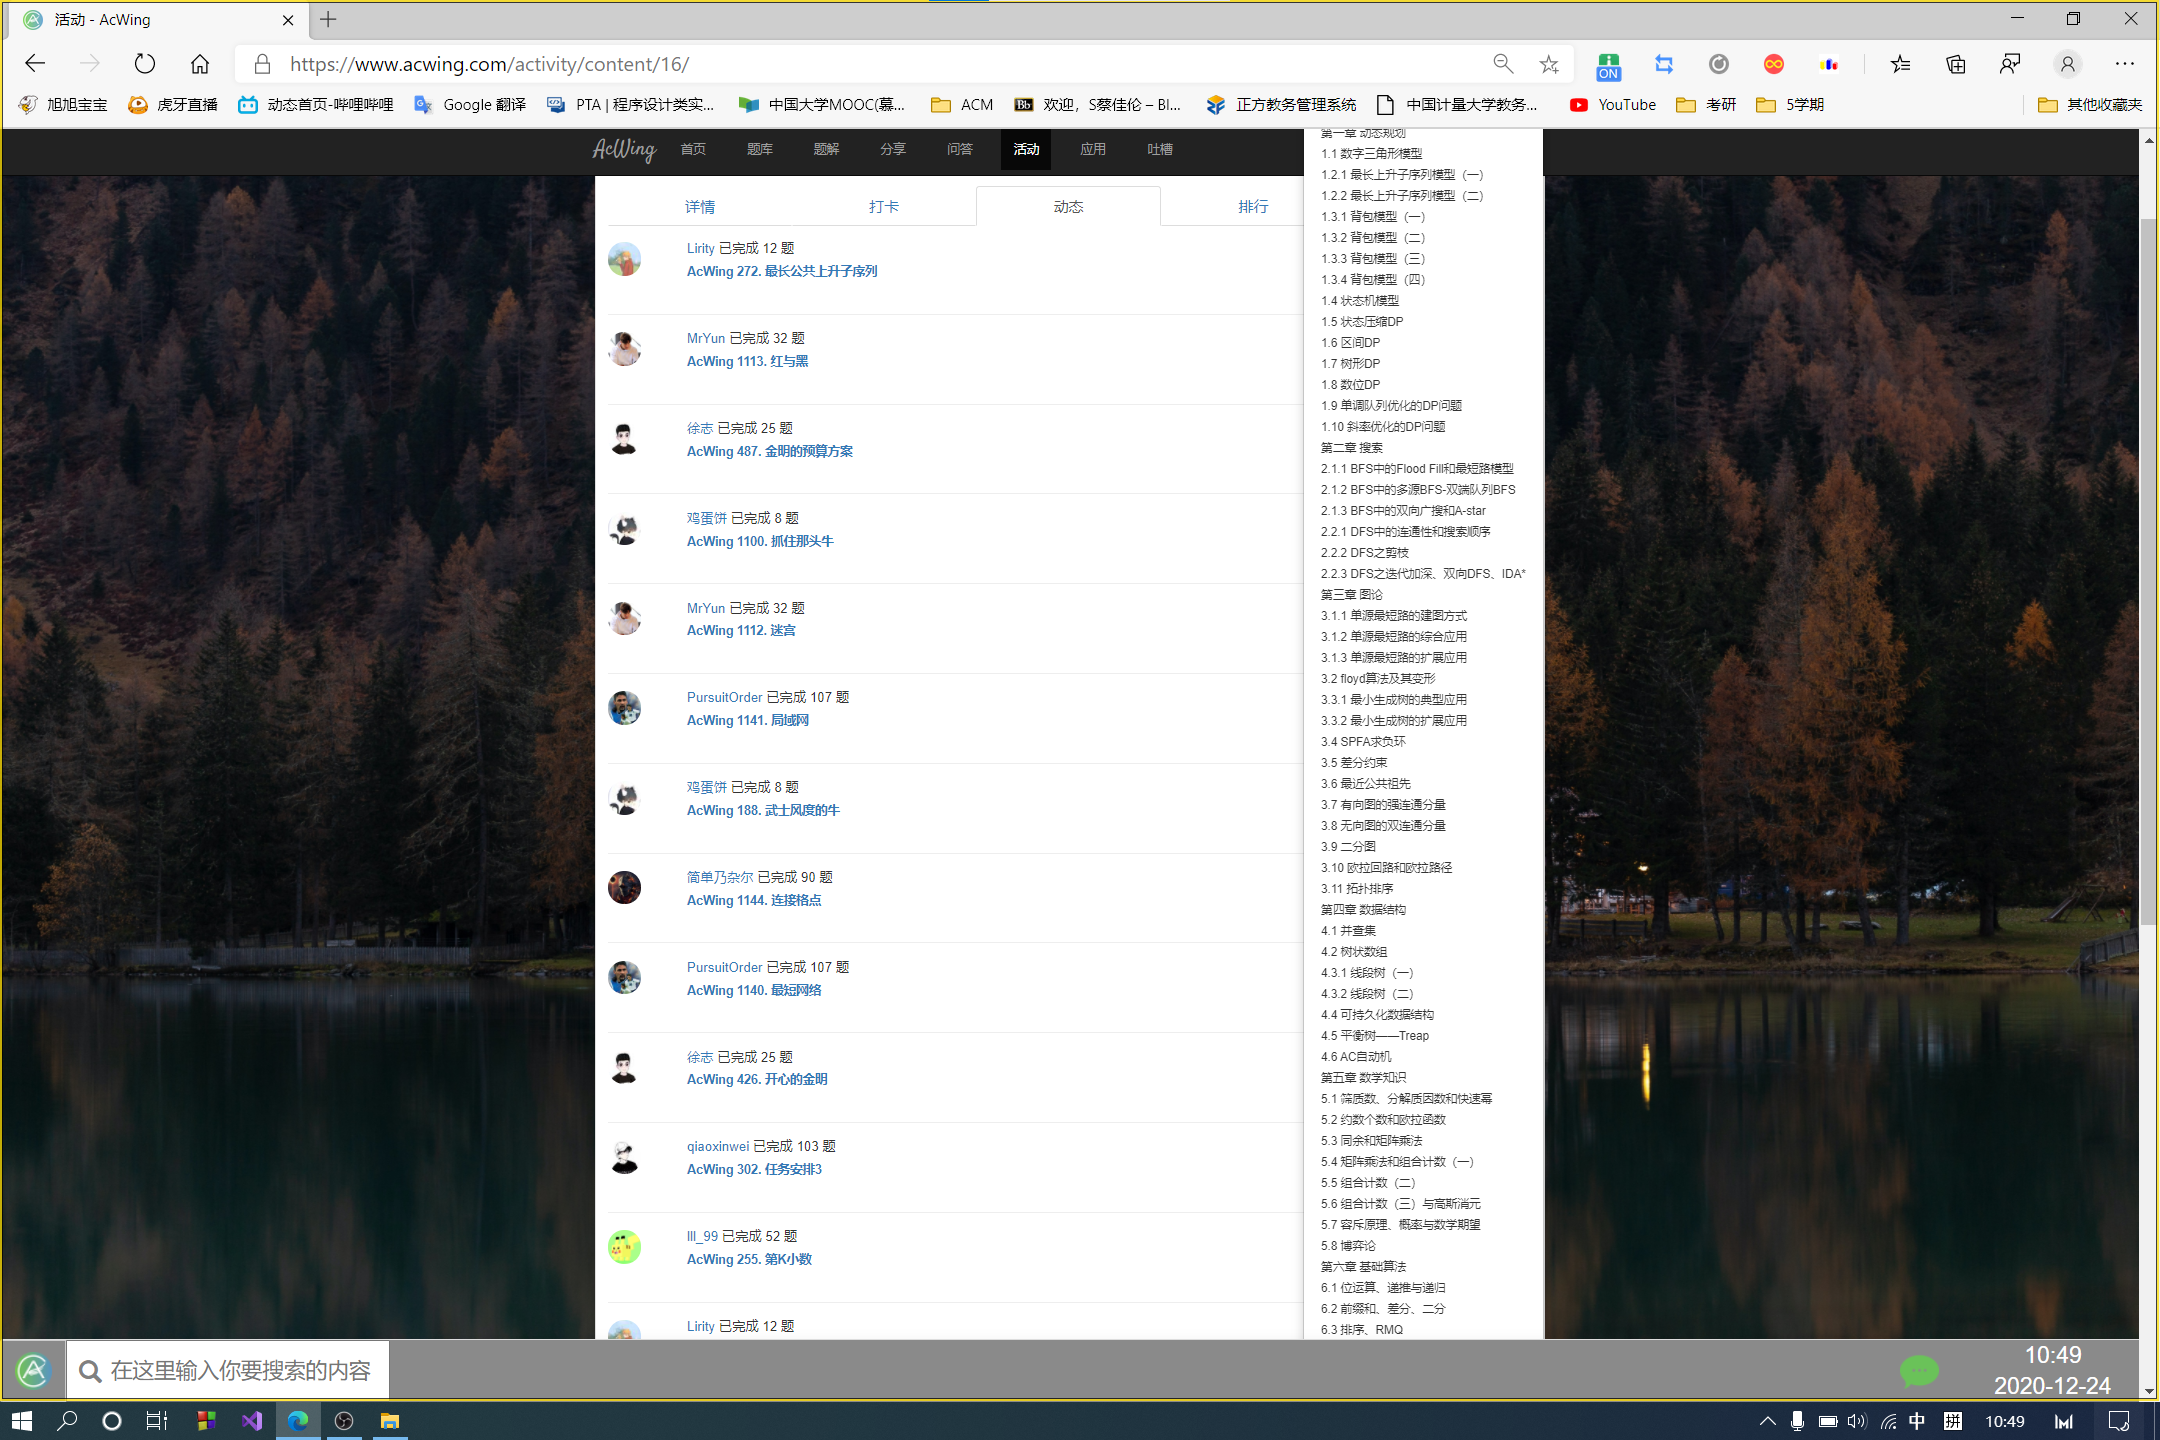 活动 - AcWing
https://www.acwing.com/activity/content/16/
ON
旭旭宝宝
虎牙直播
动态首页-哔哩哔哩
Google 翻译
PTA | 程序设计类实...
中国大学MOOC(慕...
ACM
Bb 欢迎，S蔡佳伦 – Bl...
正方教务管理系统
中国计量大学教务...
YouTube
考研
5学期
其他收藏夹
AcWing 首页 题库 题解 分享 问答 活动 应用 吐槽
详情 打卡 动态 排行
Lirity 已完成 12 题
AcWing 272. 最长公共上升子序列
MrYun 已完成 32 题
AcWing 1113. 红与黑
徐志 已完成 25 题
AcWing 487. 金明的预算方案
鸡蛋饼 已完成 8 题
AcWing 1100. 抓住那头牛
MrYun 已完成 32 题
AcWing 1112. 迷宫
PursuitOrder 已完成 107 题
AcWing 1141. 局域网
鸡蛋饼 已完成 8 题
AcWing 188. 武士风度的牛
简单乃杂尔 已完成 90 题
AcWing 1144. 连接格点
PursuitOrder 已完成 107 题
AcWing 1140. 最短网络
徐志 已完成 25 题
AcWing 426. 开心的金明
qiaoxinwei 已完成 103 题
AcWing 302. 任务安排3
lll_99 已完成 52 题
AcWing 255. 第K小数
Lirity 已完成 12 题
第一章 动态规划
1.1 数字三角形模型
1.2.1 最长上升子序列模型（一）
1.2.2 最长上升子序列模型（二）
1.3.1 背包模型（一）
1.3.2 背包模型（二）
1.3.3 背包模型（三）
1.3.4 背包模型（四）
1.4 状态机模型
1.5 状态压缩DP
1.6 区间DP
1.7 树形DP
1.8 数位DP
1.9 单调队列优化的DP问题
1.10 斜率优化的DP问题
第二章 搜索
2.1.1 BFS中的Flood Fill和最短路模型
2.1.2 BFS中的多源BFS-双端队列BFS
2.1.3 BFS中的双向广搜和A-star
2.2.1 DFS中的连通性和搜索顺序
2.2.2 DFS之剪枝
2.2.3 DFS之迭代加深、双向DFS、IDA*
第三章 图论
3.1.1 单源最短路的建图方式
3.1.2 单源最短路的综合应用
3.1.3 单源最短路的扩展应用
3.2 floyd算法及其变形
3.3.1 最小生成树的典型应用
3.3.2 最小生成树的扩展应用
3.4 SPFA求负环
3.5 差分约束
3.6 最近公共祖先
3.7 有向图的强连通分量
3.8 无向图的双连通分量
3.9 二分图
3.10 欧拉回路和欧拉路径
3.11 拓扑排序
第四章 数据结构
4.1 并查集
4.2 树状数组
4.3.1 线段树（一）
4.3.2 线段树（二）
4.4 可持久化数据结构
4.5 平衡树——Treap
4.6 AC自动机
第五章 数学知识
5.1 筛质数、分解质因数和快速幂
5.2 约数个数和欧拉函数
5.3 同余和矩阵乘法
5.4 矩阵乘法和组合计数（一）
5.5 组合计数（二）
5.6 组合计数（三）与高斯消元
5.7 容斥原理、概率与数学期望
5.8 博弈论
第六章 基础算法
6.1 位运算、递推与递归
6.2 前缀和、差分、二分
6.3 排序、RMQ
在这里输入你要搜索的内容
10:49
2020-12-24
中 拼 10:49